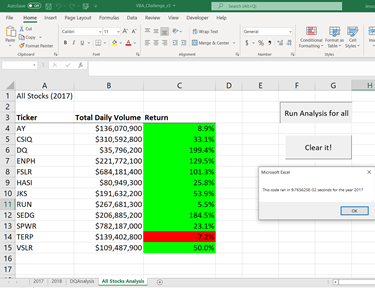 AutoSave Off
VBA_Challenge_v3
Search
File Home Insert Page Layout Formulas Data Review View Developer Help
Cut
Copy
Format Painter
Paste
Clipboard
Calibri 11
Font
Wrap Text
Merge & Center
Alignment
General
Number
Conditional Formatting
Format as Table
Cell Styles
Styles
Insert
A B C D E F G H
1 All Stocks (2017)
2
3 Ticker Total Daily Volume Return
4 AY $136,070,900 8.9%
5 CSIQ $310,592,800 33.1%
6 DQ $35,796,200 199.4%
7 ENPH $221,772,100 129.5%
8 FSLR $684,181,400 101.3%
9 HASI $80,949,300 25.8%
10 JKS $191,632,200 53.9%
11 RUN $267,681,300 5.5%
12 SEDG $206,885,200 184.5%
13 SPWR $782,187,000 23.1%
14 TERP $139,402,800 -7.2%
15 VSLR $109,487,900 50.0%
16
17
Run Analysis for all
Clear it!
Microsoft Excel
This code ran in seconds for the year 2017
OK
2017 2018 DQAnalysis All Stocks Analysis